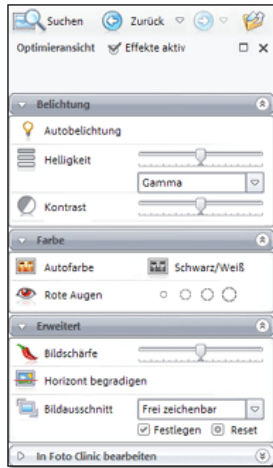 Suchen Zurück
Optimieransicht Effekte aktiv
Belichtung
Autobelichtung
Helligkeit
Gamma
Kontrast
Farbe
Autofarbe Schwarz/Weiß
Rote Augen
Erweitert
Bildschärfe
Horizont begradigen
Bildausschnitt Frei zeichenbar
Festlegen Reset
In Foto Clinic bearbeiten